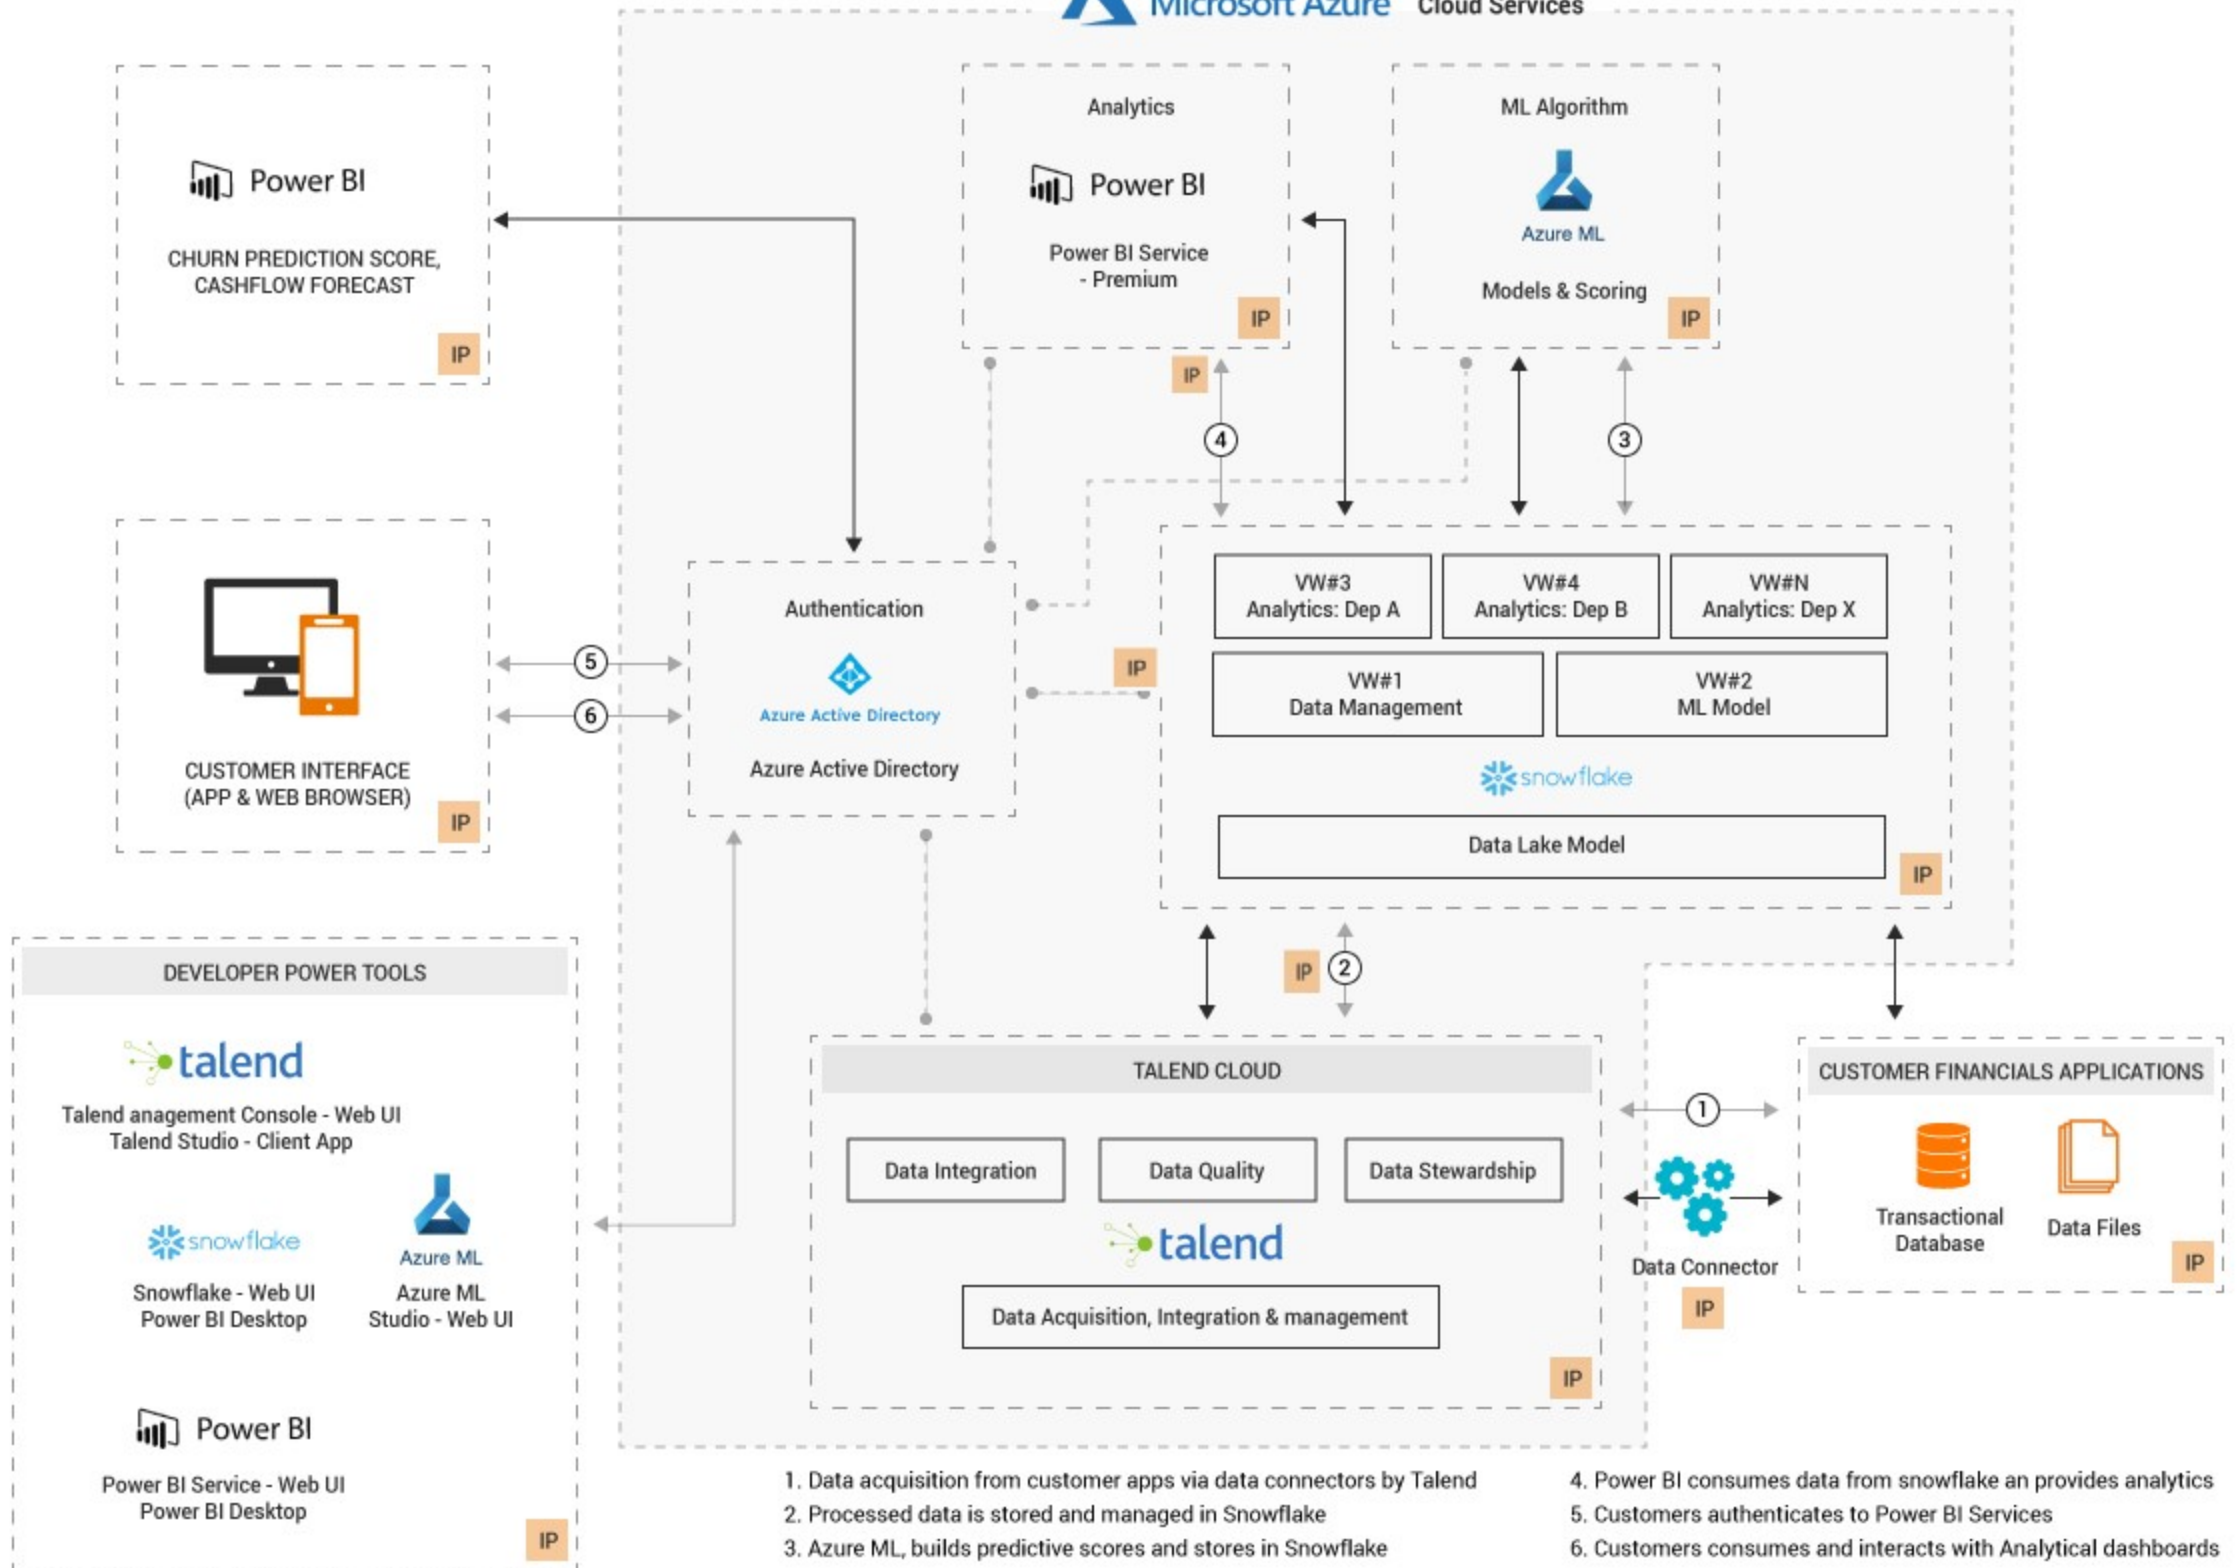 Microsoft Azure Cloud Services
Power BI
CHURN PREDICTION SCORE,
CASHFLOW FORECAST
IP
Analytics
Power BI
Power BI Service
- Premium
IP
IP
ML Algorithm
Azure ML
Models & Scoring
IP
4
3
CUSTOMER INTERFACE
(APP & WEB BROWSER)
IP
5
6
Authentication
Azure Active Directory
Azure Active Directory
IP
VW#3
Analytics: Dep A
VW#4
Analytics: Dep B
VW#N
Analytics: Dep X
VW#1
Data Management
VW#2
ML Model
snowflake
Data Lake Model
IP
IP
2
DEVELOPER POWER TOOLS
talend
Talend anagement Console - Web UI
Talend Studio - Client App
snowflake
Snowflake - Web UI
Power BI Desktop
Azure ML
Azure ML
Studio - Web UI
Power BI
Power BI Service - Web UI
Power BI Desktop
IP
TALEND CLOUD
Data Integration
Data Quality
Data Stewardship
talend
Data Acquisition, Integration & management
IP
1
Data Connector
IP
CUSTOMER FINANCIALS APPLICATIONS
Transactional
Database
Data Files
IP
1. Data acquisition from customer apps via data connectors by Talend
2. Processed data is stored and managed in Snowflake
3. Azure ML, builds predictive scores and stores in Snowflake
4. Power BI consumes data from snowflake an provides analytics
5. Customers authenticates to Power BI Services
6. Customers consumes and interacts with Analytical dashboards